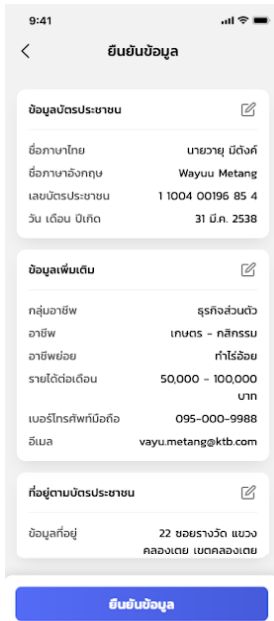 9:41
ยืนยันข้อมูล
ข้อมูลบัตรประชาชน
ชื่อภาษาไทย นายวายุ มีตังค์
ชื่อภาษาอังกฤษ Wayuu Metang
เลขบัตรประชาชน 1 1004 00196 85 4
วัน เดือน ปีเกิด 31 มี.ค. 2538
ข้อมูลเพิ่มเติม
กลุ่มอาชีพ ธุรกิจส่วนตัว
อาชีพ เกษตร - กสิกรรม
อาชีพย่อย ทำไร่อ้อย
รายได้ต่อเดือน 50,000 - 100,000
บาท
เบอร์โทรศัพท์มือถือ 095-000-9988
อีเมล vayu.metang@ktb.com
ที่อยู่ตามบัตรประชาชน
ข้อมูลที่อยู่ 22 ซอยรางวัด แขวง
คลองเตย เขตคลองเตย
ยืนยันข้อมูล